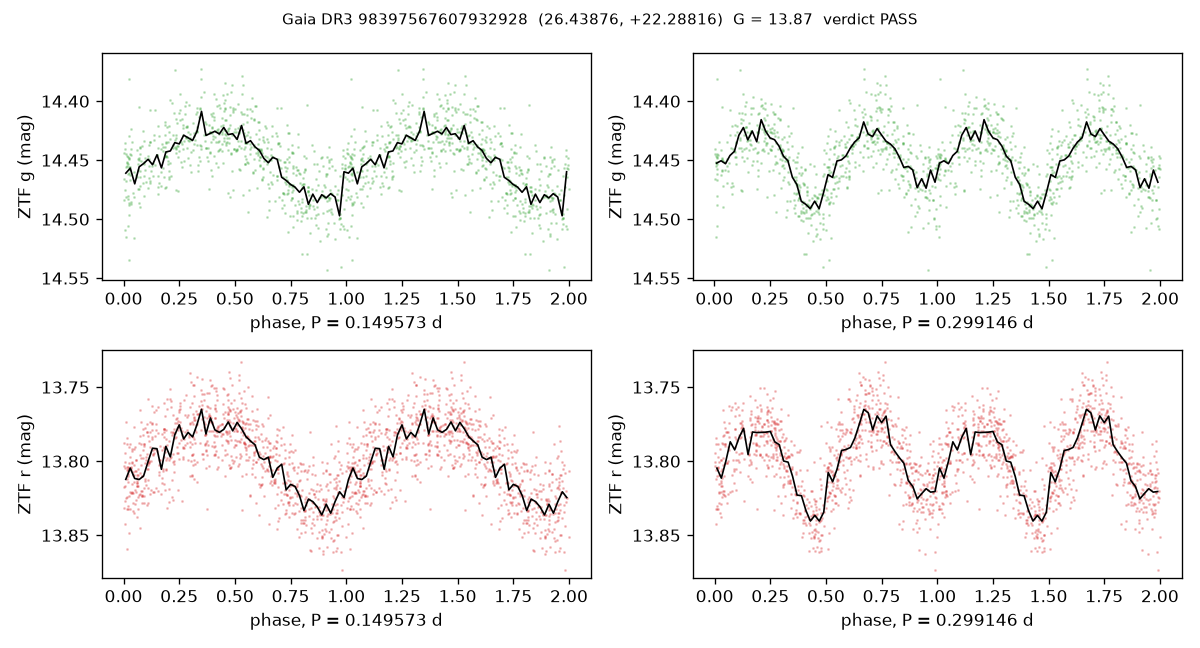 Gaia DR3 98397567607932928 (26.43876, +22.28816) G = 13.87 verdict PASS
ZTF g (mag)
14.40
14.45
14.50
14.55
0.00 0.25 0.50 0.75 1.00 1.25 1.50 1.75 2.00
phase, P = 0.149573 d
ZTF g (mag)
14.40
14.45
14.50
14.55
0.00 0.25 0.50 0.75 1.00 1.25 1.50 1.75 2.00
phase, P = 0.299146 d
ZTF r (mag)
13.75
13.80
13.85
0.00 0.25 0.50 0.75 1.00 1.25 1.50 1.75 2.00
phase, P = 0.149573 d
ZTF r (mag)
13.75
13.80
13.85
0.00 0.25 0.50 0.75 1.00 1.25 1.50 1.75 2.00
phase, P = 0.299146 d